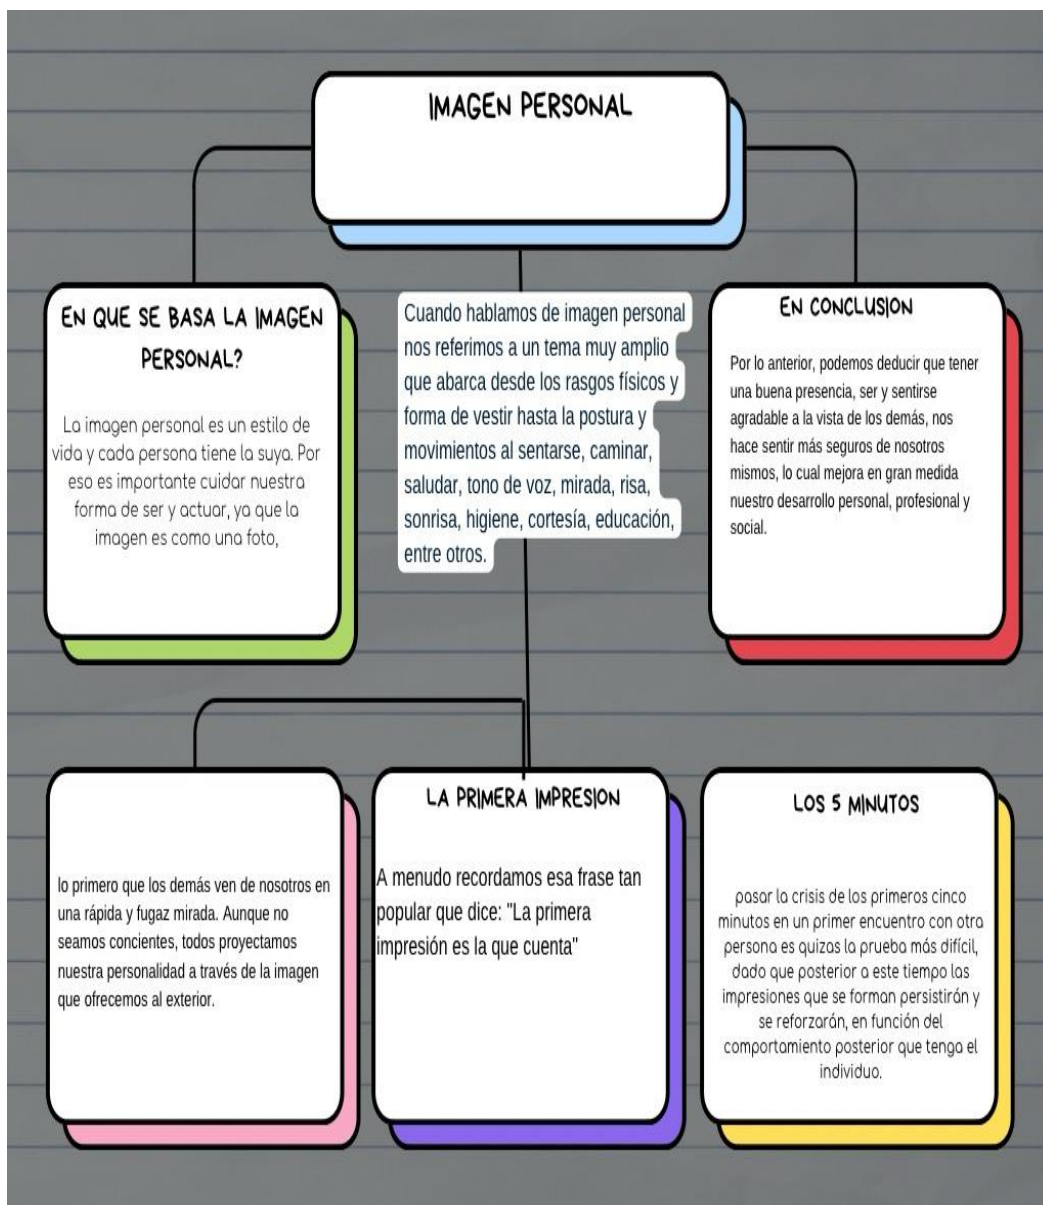 IMAGEN PERSONAL
EN QUE SE BASA LA IMAGEN
PERSONAL?
La imagen personal es un estilo de
vida y cada persona tiene la suya. Por
eso es importante cuidar nuestra
forma de ser y actuar, ya que la
imagen es como una foto,
Cuando hablamos de imagen personal
nos referimos a un tema muy amplio
que abarca desde los rasgos físicos y
forma de vestir hasta la postura y
movimientos al sentarse, caminar,
saludar, tono de voz, mirada, risa,
sonrisa, higiene, cortesía, educación,
entre otros.
EN CONCLUSION
Por lo anterior, podemos deducir que tener
una buena presencia, ser y sentirse
agradable a la vista de los demás, nos
hace sentir más seguros de nosotros
mismos, lo cual mejora en gran medida
nuestro desarrollo personal, profesional y
social.
lo primero que los demás ven de nosotros en
una rápida y fugaz mirada. Aunque no
seamos concientes, todos proyectamos
nuestra personalidad a través de la imagen
que ofrecemos al exterior.
LA PRIMERA IMPRESION
A menudo recordamos esa frase tan
popular que dice: "La primera
impresión es la que cuenta"
LOS 5 MINUTOS
pasar la crisis de los primeros cinco
minutos en un primer encuentro con otra
persona es quizas la prueba más difícil,
dado que posterior a este tiempo las
impresiones que se forman persistirán y
se reforzarán, en función del
comportamiento posterior que tenga el
individuo.